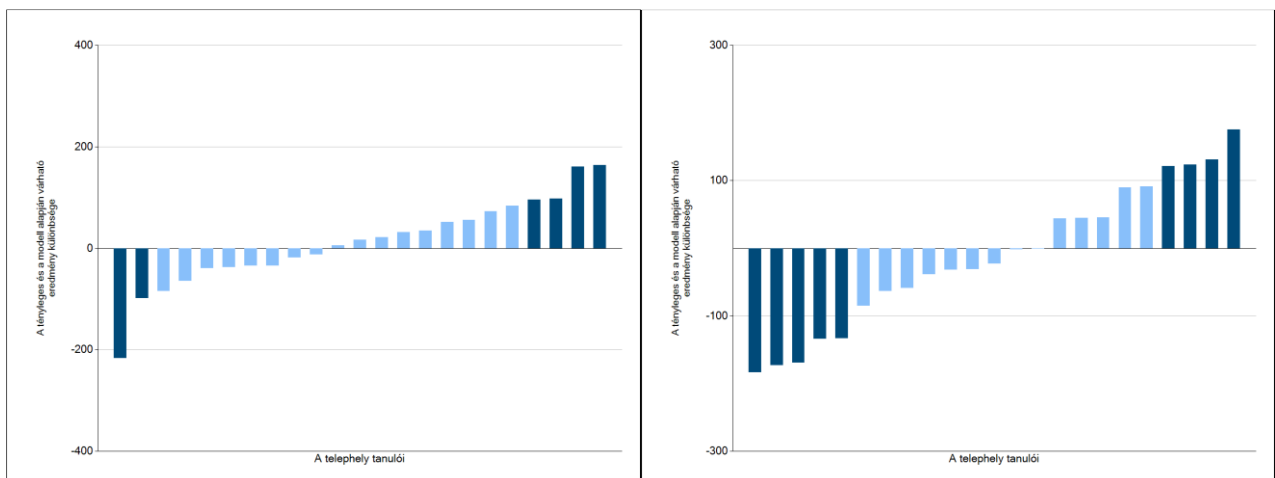 400
200
0
-200
-400
A tényleges és a modell alapján várható
eredmény különbsége
A telephely tanulói
300
100
-100
-300
A tényleges és a modell alapján várható
eredmény különbsége
A telephely tanulói